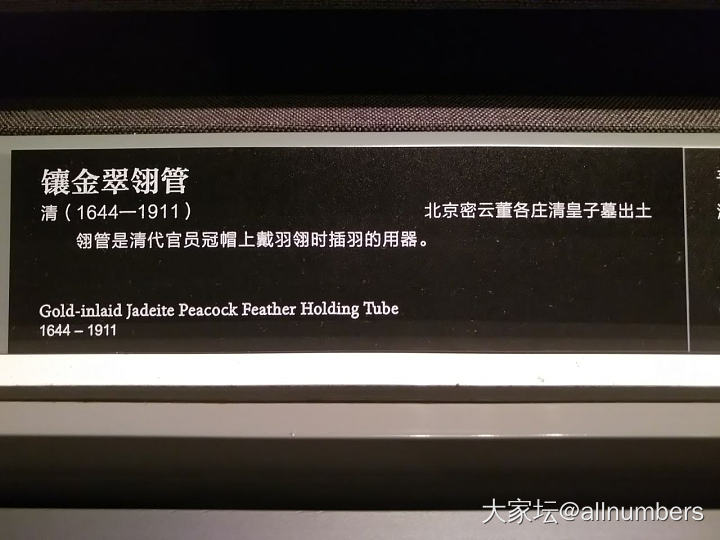 镶金翠翎管
清（1644—1911） 北京密云董各庄清皇子墓出土
翎管是清代官员冠帽上戴羽翎时插羽的用器。
Gold-inlaid Jadeite Peacock Feather Holding Tube
1644 – 1911
大家坛@allnumbers